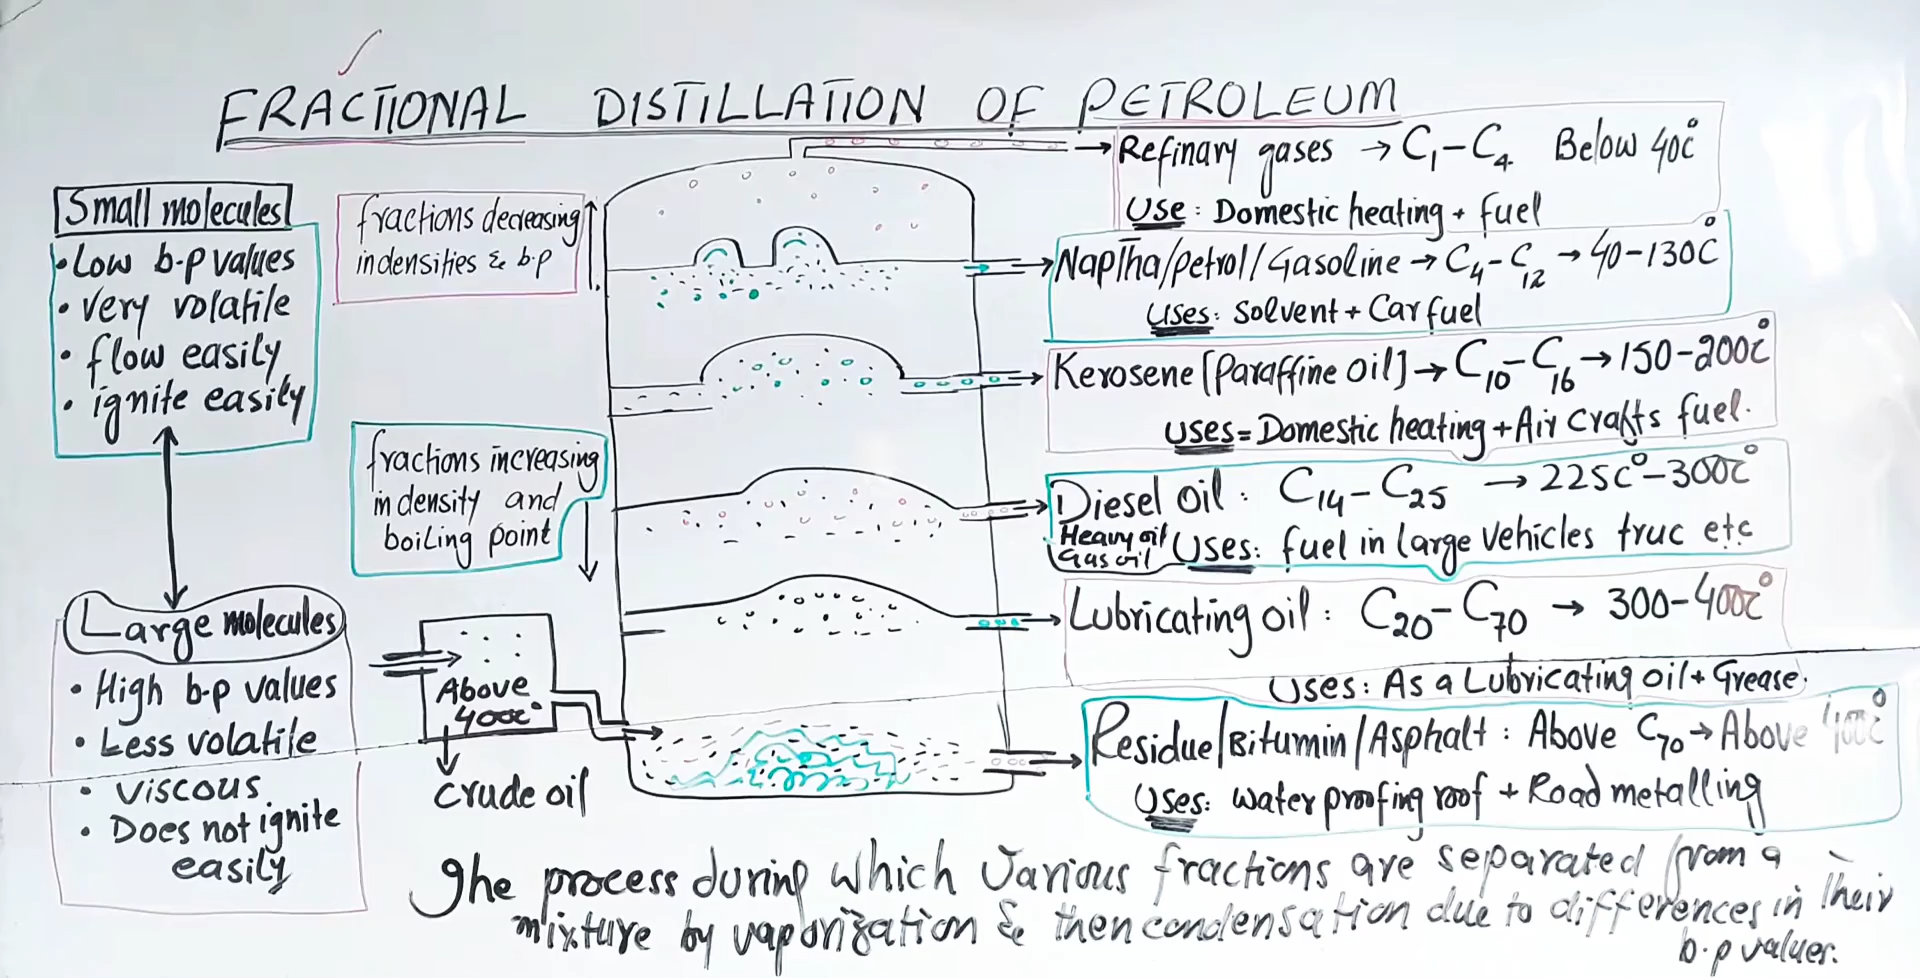 FRACTIONAL DISTILLATION OF PETROLEUM
Small molecules
• Low b.p values
• very volatile
• flow easily
• ignite easily
Large molecules
• High b.p values
• Less volatile
• viscous
• Does not ignite
easily
fractions decreasing
in densities & b.p
fractions increasing
in density and
boiling point
Above
400c°
Crude oil
Refinary gases → C1-C4 Below 40c°
Use: Domestic heating + fuel
Naptha/petrol/Gasoline → C4-C12 → 40-130c°
Uses: Solvent + Car fuel
Kerosene [Paraffine oil] → C10-C16 → 150-200c°
uses = Domestic heating + Air Crafts fuel.
Diesel oil: C14-C25 → 225c°-300c°
Heavy oil
Gas oil
Uses: fuel in large vehicles truc etc
Lubricating oil: C20-C70 → 300-400c°
Uses: As a Lubricating oil + Grease.
Residue/Bitumin/Asphalt: Above C70 → Above 400c°
Uses: water proofing roof + Road metalling
The process during which various fractions are separated from a
mixture by vaporization & then condensation due to differences in their
b.p values.